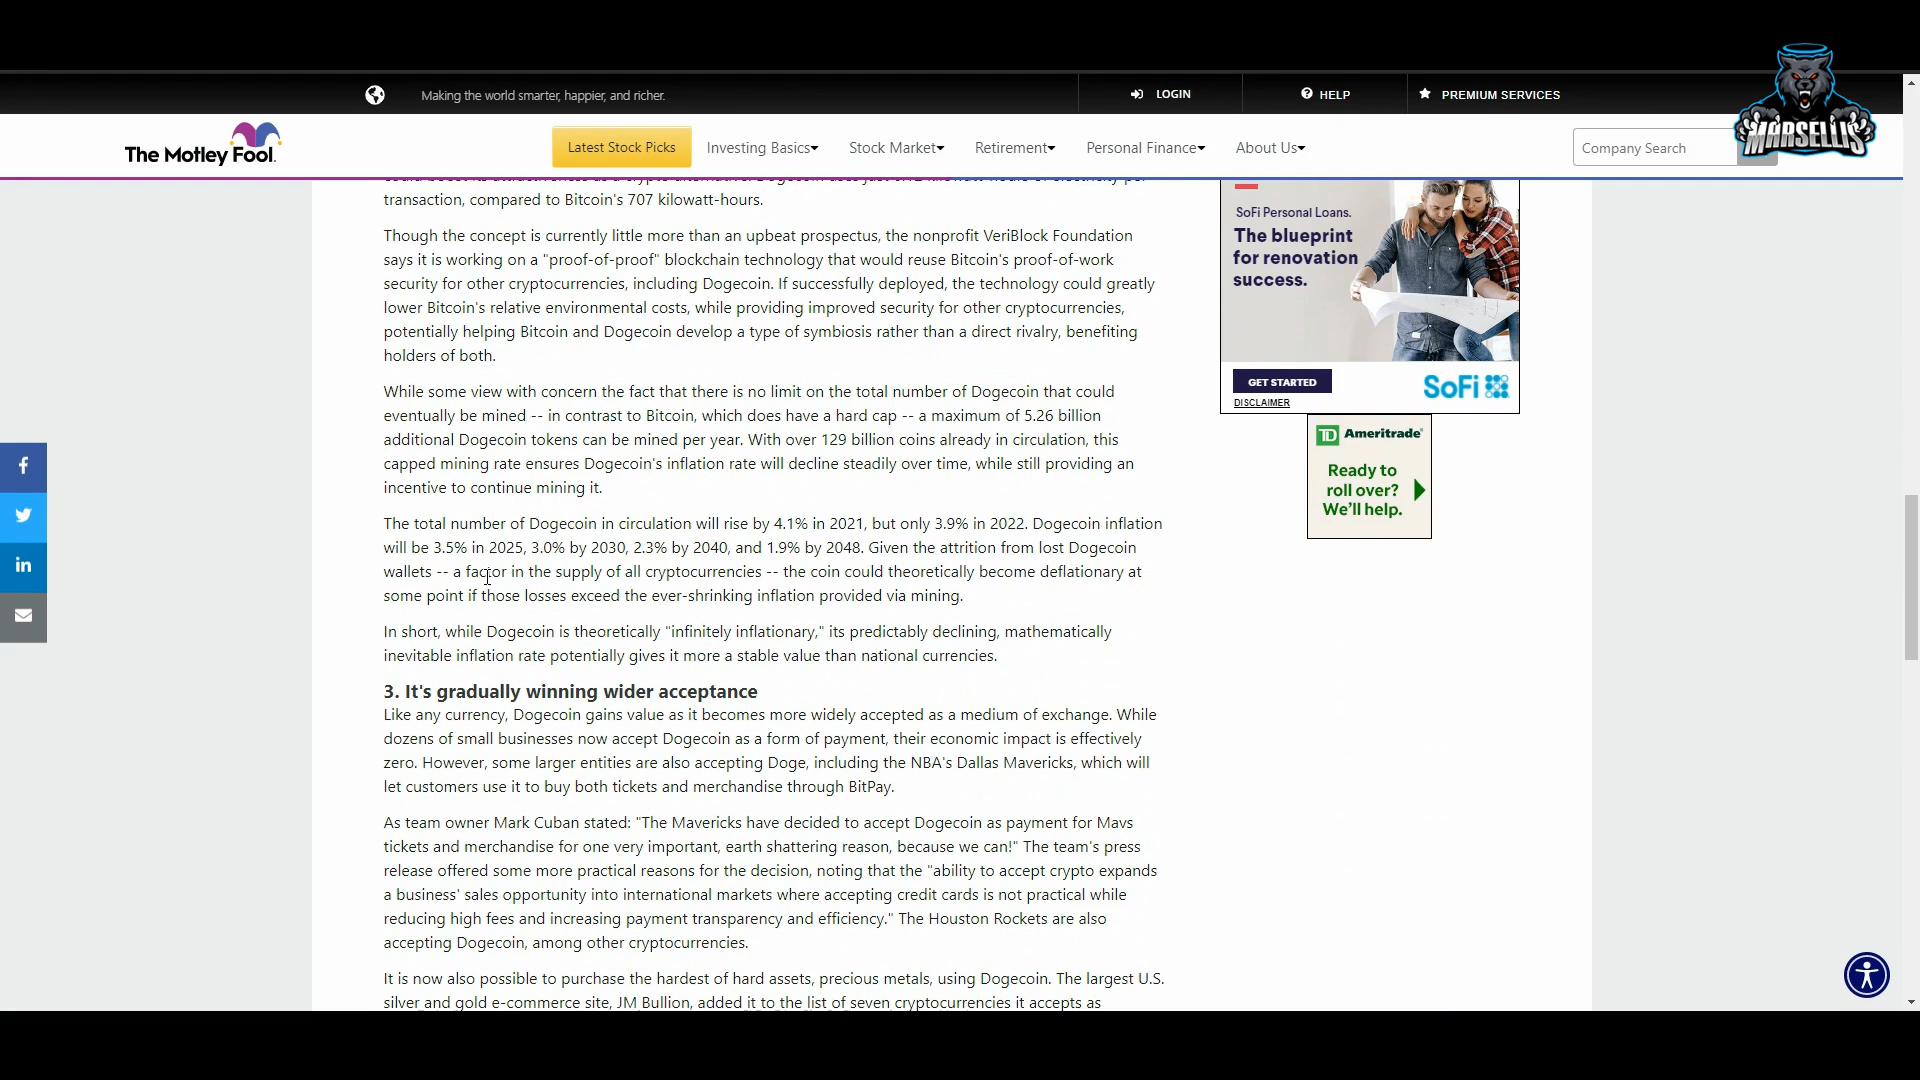 Making the world smarter, happier, and richer.
LOGIN
HELP
PREMIUM SERVICES
MARSELLIS
The Motley Fool.
Latest Stock Picks
Investing Basics
Stock Market
Retirement
Personal Finance
About Us
Company Search
transaction, compared to Bitcoin's 707 kilowatt-hours.
Though the concept is currently little more than an upbeat prospectus, the nonprofit VeriBlock Foundation
says it is working on a "proof-of-proof" blockchain technology that would reuse Bitcoin's proof-of-work
security for other cryptocurrencies, including Dogecoin. If successfully deployed, the technology could greatly
lower Bitcoin's relative environmental costs, while providing improved security for other cryptocurrencies,
potentially helping Bitcoin and Dogecoin develop a type of symbiosis rather than a direct rivalry, benefiting
holders of both.
While some view with concern the fact that there is no limit on the total number of Dogecoin that could
eventually be mined -- in contrast to Bitcoin, which does have a hard cap -- a maximum of 5.26 billion
additional Dogecoin tokens can be mined per year. With over 129 billion coins already in circulation, this
capped mining rate ensures Dogecoin's inflation rate will decline steadily over time, while still providing an
incentive to continue mining it.
The total number of Dogecoin in circulation will rise by 4.1% in 2021, but only 3.9% in 2022. Dogecoin inflation
will be 3.5% in 2025, 3.0% by 2030, 2.3% by 2040, and 1.9% by 2048. Given the attrition from lost Dogecoin
wallets -- a factor in the supply of all cryptocurrencies -- the coin could theoretically become deflationary at
some point if those losses exceed the ever-shrinking inflation provided via mining.
In short, while Dogecoin is theoretically "infinitely inflationary," its predictably declining, mathematically
inevitable inflation rate potentially gives it more a stable value than national currencies.
3. It's gradually winning wider acceptance
Like any currency, Dogecoin gains value as it becomes more widely accepted as a medium of exchange. While
dozens of small businesses now accept Dogecoin as a form of payment, their economic impact is effectively
zero. However, some larger entities are also accepting Doge, including the NBA's Dallas Mavericks, which will
let customers use it to buy both tickets and merchandise through BitPay.
As team owner Mark Cuban stated: "The Mavericks have decided to accept Dogecoin as payment for Mavs
tickets and merchandise for one very important, earth shattering reason, because we can!" The team's press
release offered some more practical reasons for the decision, noting that the "ability to accept crypto expands
a business' sales opportunity into international markets where accepting credit cards is not practical while
reducing high fees and increasing payment transparency and efficiency." The Houston Rockets are also
accepting Dogecoin, among other cryptocurrencies.
It is now also possible to purchase the hardest of hard assets, precious metals, using Dogecoin. The largest U.S.
silver and gold e-commerce site, JM Bullion, added it to the list of seven cryptocurrencies it accepts as
SoFi Personal Loans.
The blueprint
for renovation
success.
GET STARTED
SoFi
DISCLAIMER
TD Ameritrade
Ready to
roll over?
We'll help.